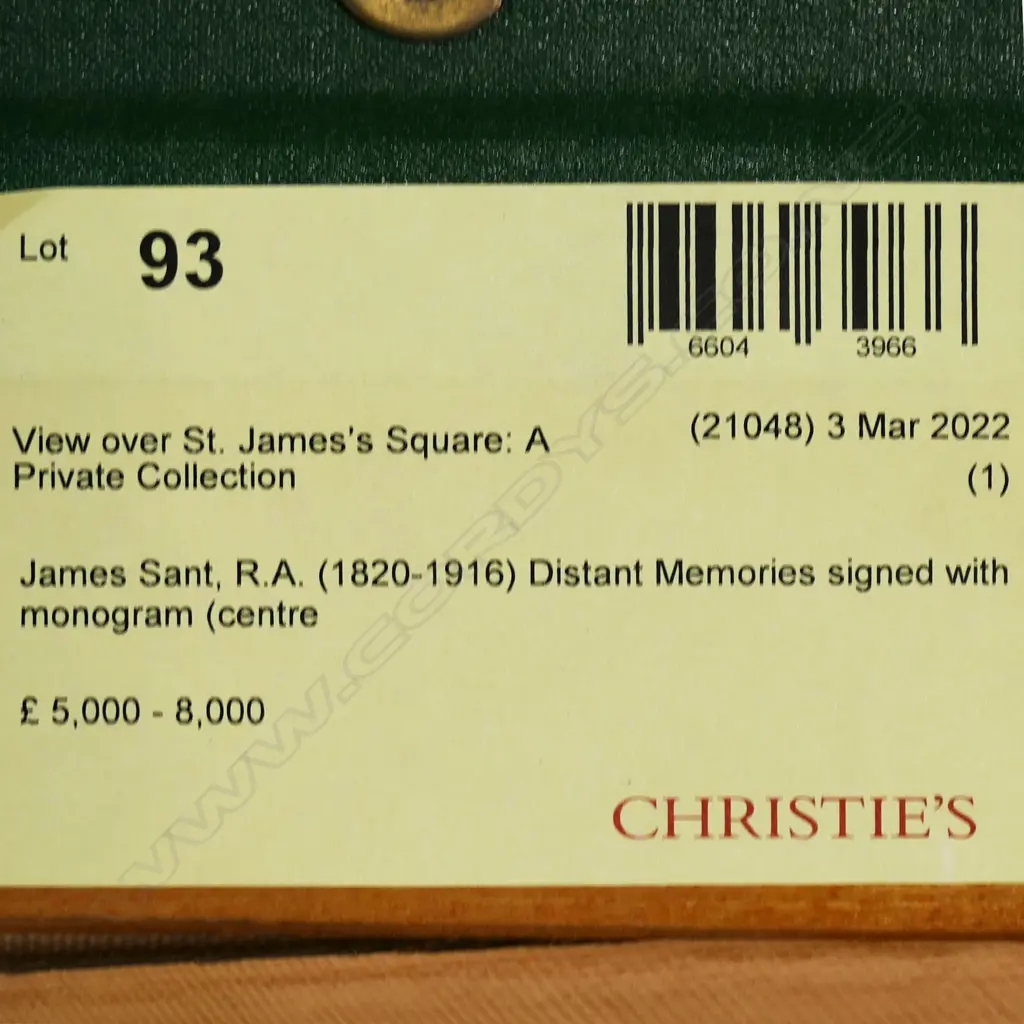 Lot 93
6604 3966
View over St. James's Square: A
Private Collection
(21048) 3 Mar 2022
(1)
James Sant, R.A. (1820-1916) Distant Memories signed with
monogram (centre
£ 5,000 - 8,000
CHRISTIE'S